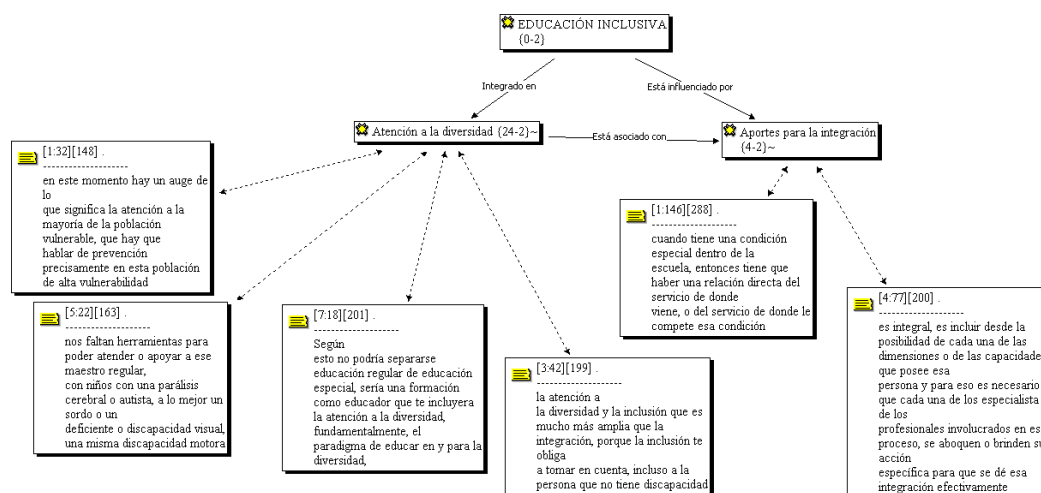 EDUCACIÓN INCLUSIVA
{0-2}
Integrado en
Está influenciado por
Atención a la diversidad {24-2}~
Está asociado con
Aportes para la integración
{4-2}~
[1:32][148] .
--------------------
en este momento hay un auge de
lo
que significa la atención a la
mayoría de la población
vulnerable, que hay que
hablar de prevención
precisamente en esta población
de alta vulnerabilidad
[5:22][163] .
--------------------
nos faltan herramientas para
poder atender o apoyar a ese
maestro regular,
con niños con una parálisis
cerebral o autista, a lo mejor un
sordo o un
deficiente o discapacidad visual,
una misma discapacidad motora
[7:18][201] .
--------------------
Según
esto no podría separarse
educación regular de educación
especial, sería una formación
como educador que te incluyera
la atención a la diversidad,
fundamentalmente, el
paradigma de educar en y para la
diversidad,
[3:42][199] .
--------------------
la atención a
la diversidad y la inclusión que es
mucho más amplia que la
integración, porque la inclusión te
obliga
a tomar en cuenta, incluso a la
persona que no tiene discapacidad
[1:146][288] .
--------------------
cuando tiene una condición
especial dentro de la
escuela, entonces tiene que
haber una relación directa del
servicio de donde
viene, o del servicio de donde le
compete esa condición
[4:77][200] .
--------------------
es integral, es incluir desde la
posibilidad de cada una de las
dimensiones o de las capacidade
que posee esa
persona y para eso es necesario
que cada una de los especialista
de los
profesionales involucrados en es
proceso, se aboquen o brinden su
acción
específica para que se dé esa
integración efectivamente